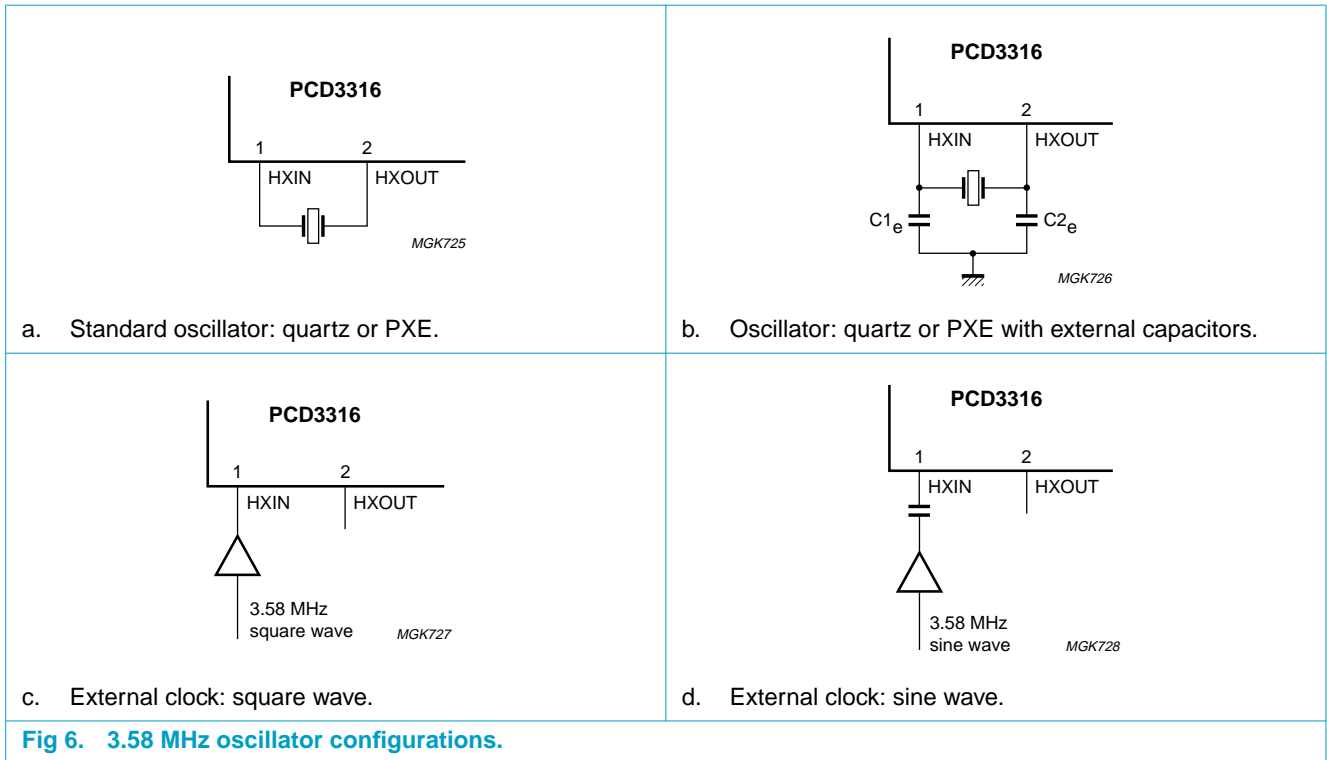 PCD3316
1 2
HXIN HXOUT
MGK725
a. Standard oscillator: quartz or PXE.
PCD3316
1 2
HXIN HXOUT
C1e C2e
MGK726
b. Oscillator: quartz or PXE with external capacitors.
PCD3316
1 2
HXIN HXOUT
3.58 MHz
square wave MGK727
c. External clock: square wave.
PCD3316
1 2
HXIN HXOUT
3.58 MHz
sine wave MGK728
d. External clock: sine wave.
Fig 6. 3.58 MHz oscillator configurations.